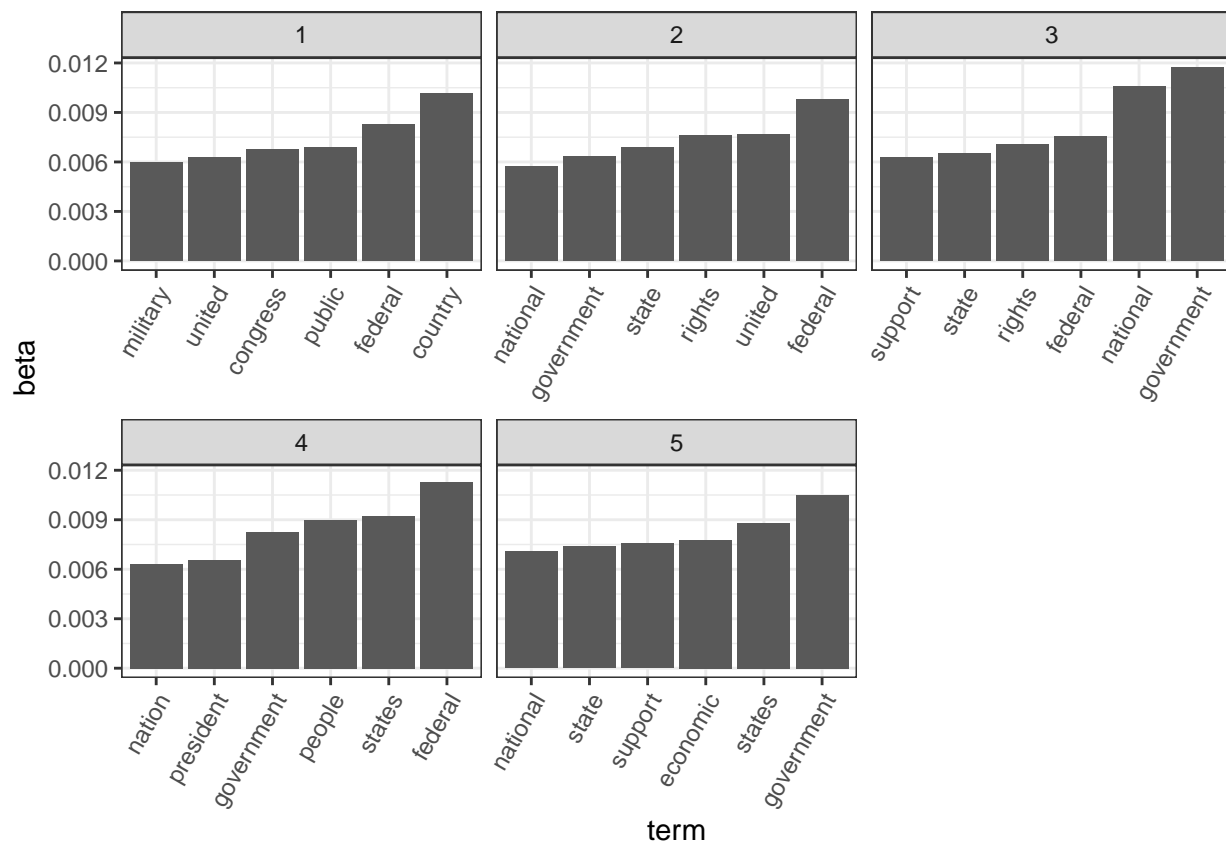 1
2
3
0.012
0.009
0.006
0.003
0.000
military
united
congress
public
federal
country
national
government
state
rights
united
federal
support
state
rights
federal
national
government
beta
4
5
0.012
0.009
0.006
0.003
0.000
nation
president
government
people
states
federal
national
state
support
economic
states
government
term